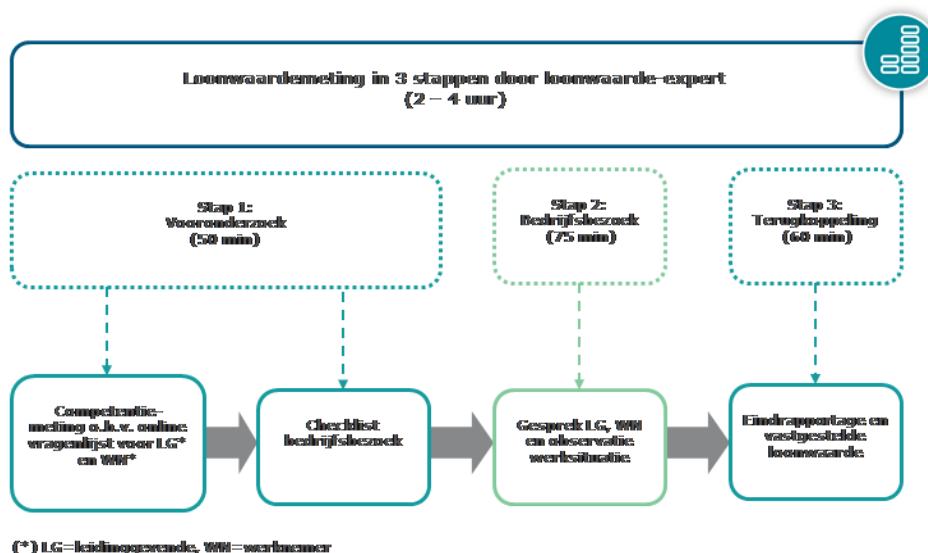 Loonwaardemeting in 3 stappen door loonwaarde-expert
(2 – 4 uur)
Stap 1:
Vooronderzoek
(50 min)
Stap 2:
Bedrijfsbezoek
(75 min)
Stap 3:
Terugkoppeling
(60 min)
Competentie-
meting o.b.v. online
vragenlijst voor LG*
en WN*
Checklist
bedrijfsbezoek
Gesprek LG, WN
en observatie
werksituatie
Eindrapportage en
vastgestelde
loonwaarde
(*) LG=leidinggevende, WN=werknemer